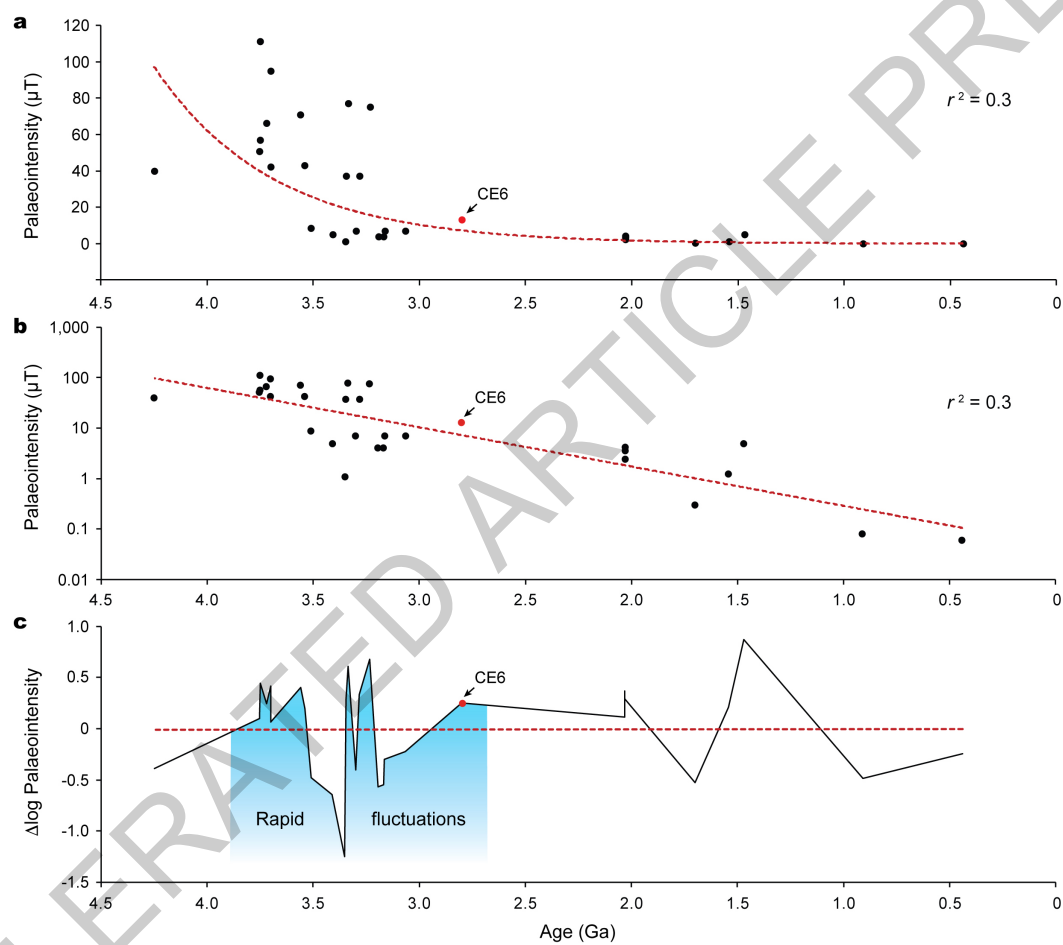 a
120
100
80
60
40
20
0
Palaeointensity (μT)
r² = 0.3
CE6
4.5 4.0 3.5 3.0 2.5 2.0 1.5 1.0 0.5 0
b
1,000
100
10
1
0.1
0.01
Palaeointensity (μT)
CE6
r² = 0.3
4.5 4.0 3.5 3.0 2.5 2.0 1.5 1.0 0.5 0
c
1.0
0.5
0
-0.5
-1.0
-1.5
Δlog Palaeointensity
CE6
Rapid fluctuations
4.5 4.0 3.5 3.0 2.5 2.0 1.5 1.0 0.5 0
Age (Ga)
ERATED ARTICLE PRE